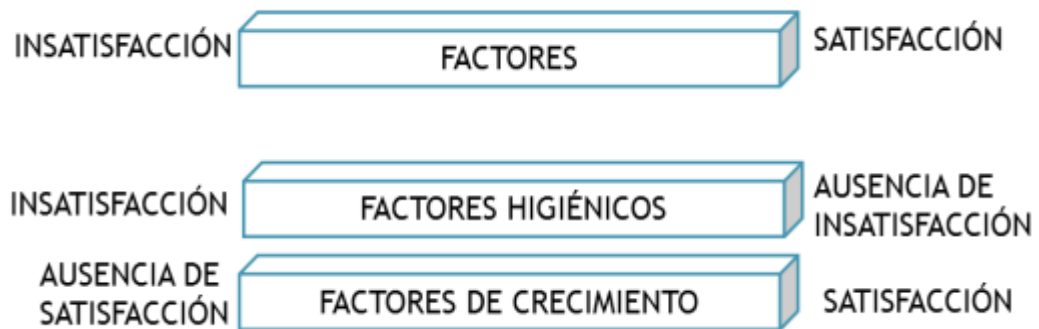 INSATISFACCIÓN
FACTORES
SATISFACCIÓN
INSATISFACCIÓN
FACTORES HIGIÉNICOS
AUSENCIA DE
INSATISFACCIÓN
AUSENCIA DE
SATISFACCIÓN
FACTORES DE CRECIMIENTO
SATISFACCIÓN